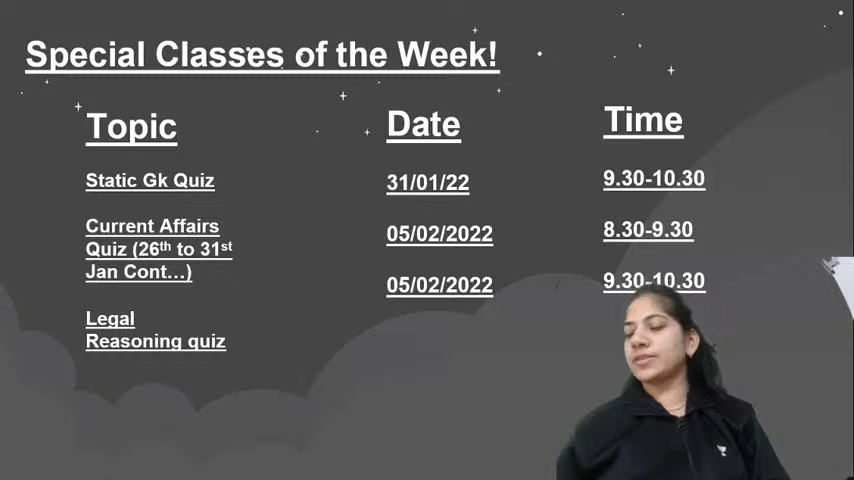 Special Classes of the Week!
Topic
Date
Time
Static Gk Quiz
31/01/22
9.30-10.30
Current Affairs
Quiz (26th to 31st
Jan Cont...)
05/02/2022
8.30-9.30
Legal
Reasoning quiz
05/02/2022
9.30-10.30